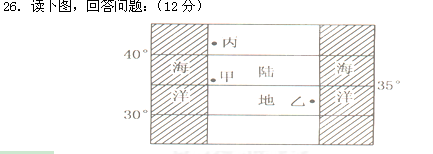 26. 读下图，回答问题：（12分）
丙
40°
海 甲 陆 海
35°
洋 地 乙 洋
30°